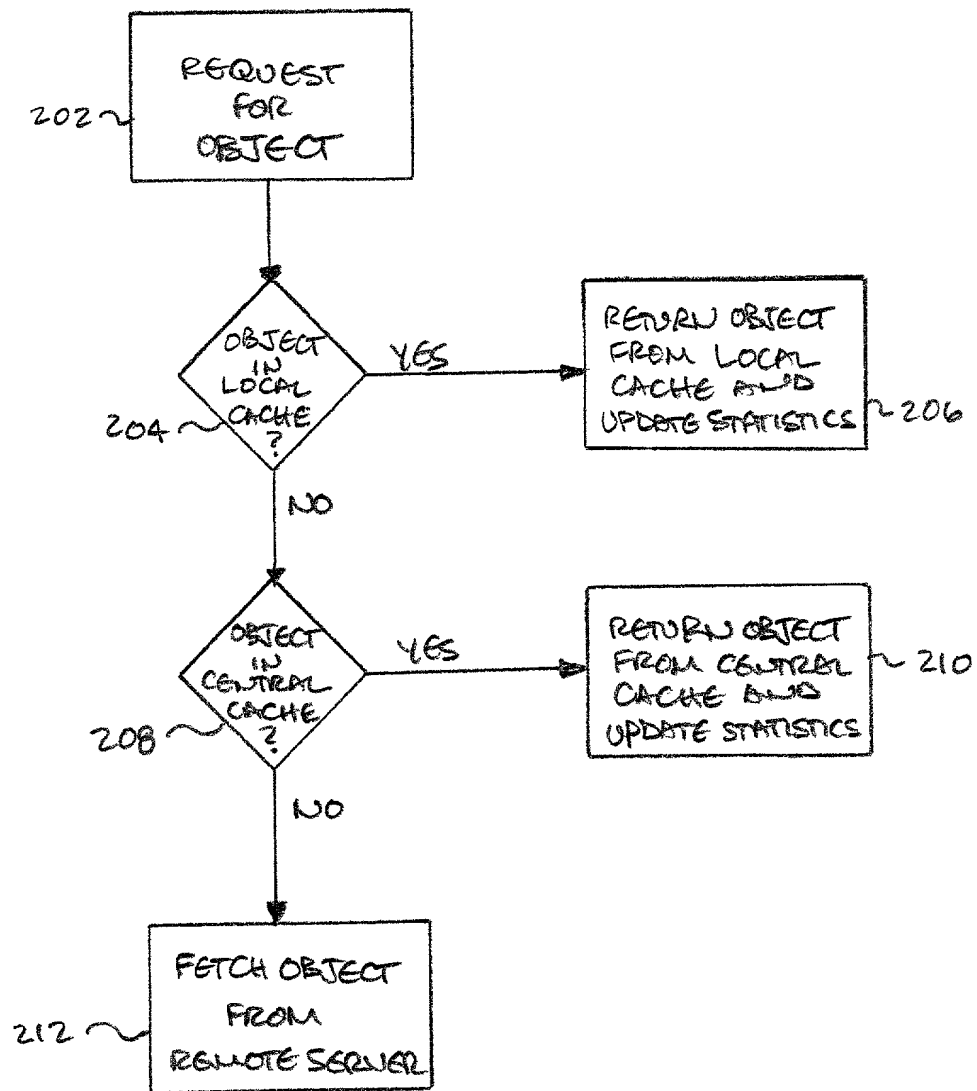 REQUEST
FOR
OBJECT
202
OBJECT
IN
LOCAL
CACHE
?
204
YES
RETURN OBJECT
FROM LOCAL
CACHE AND
UPDATE STATISTICS
206
NO
OBJECT
IN
CENTRAL
CACHE
?
208
YES
RETURN OBJECT
FROM CENTRAL
CACHE AND
UPDATE STATISTICS
210
NO
FETCH OBJECT
FROM
REMOTE SERVER
212